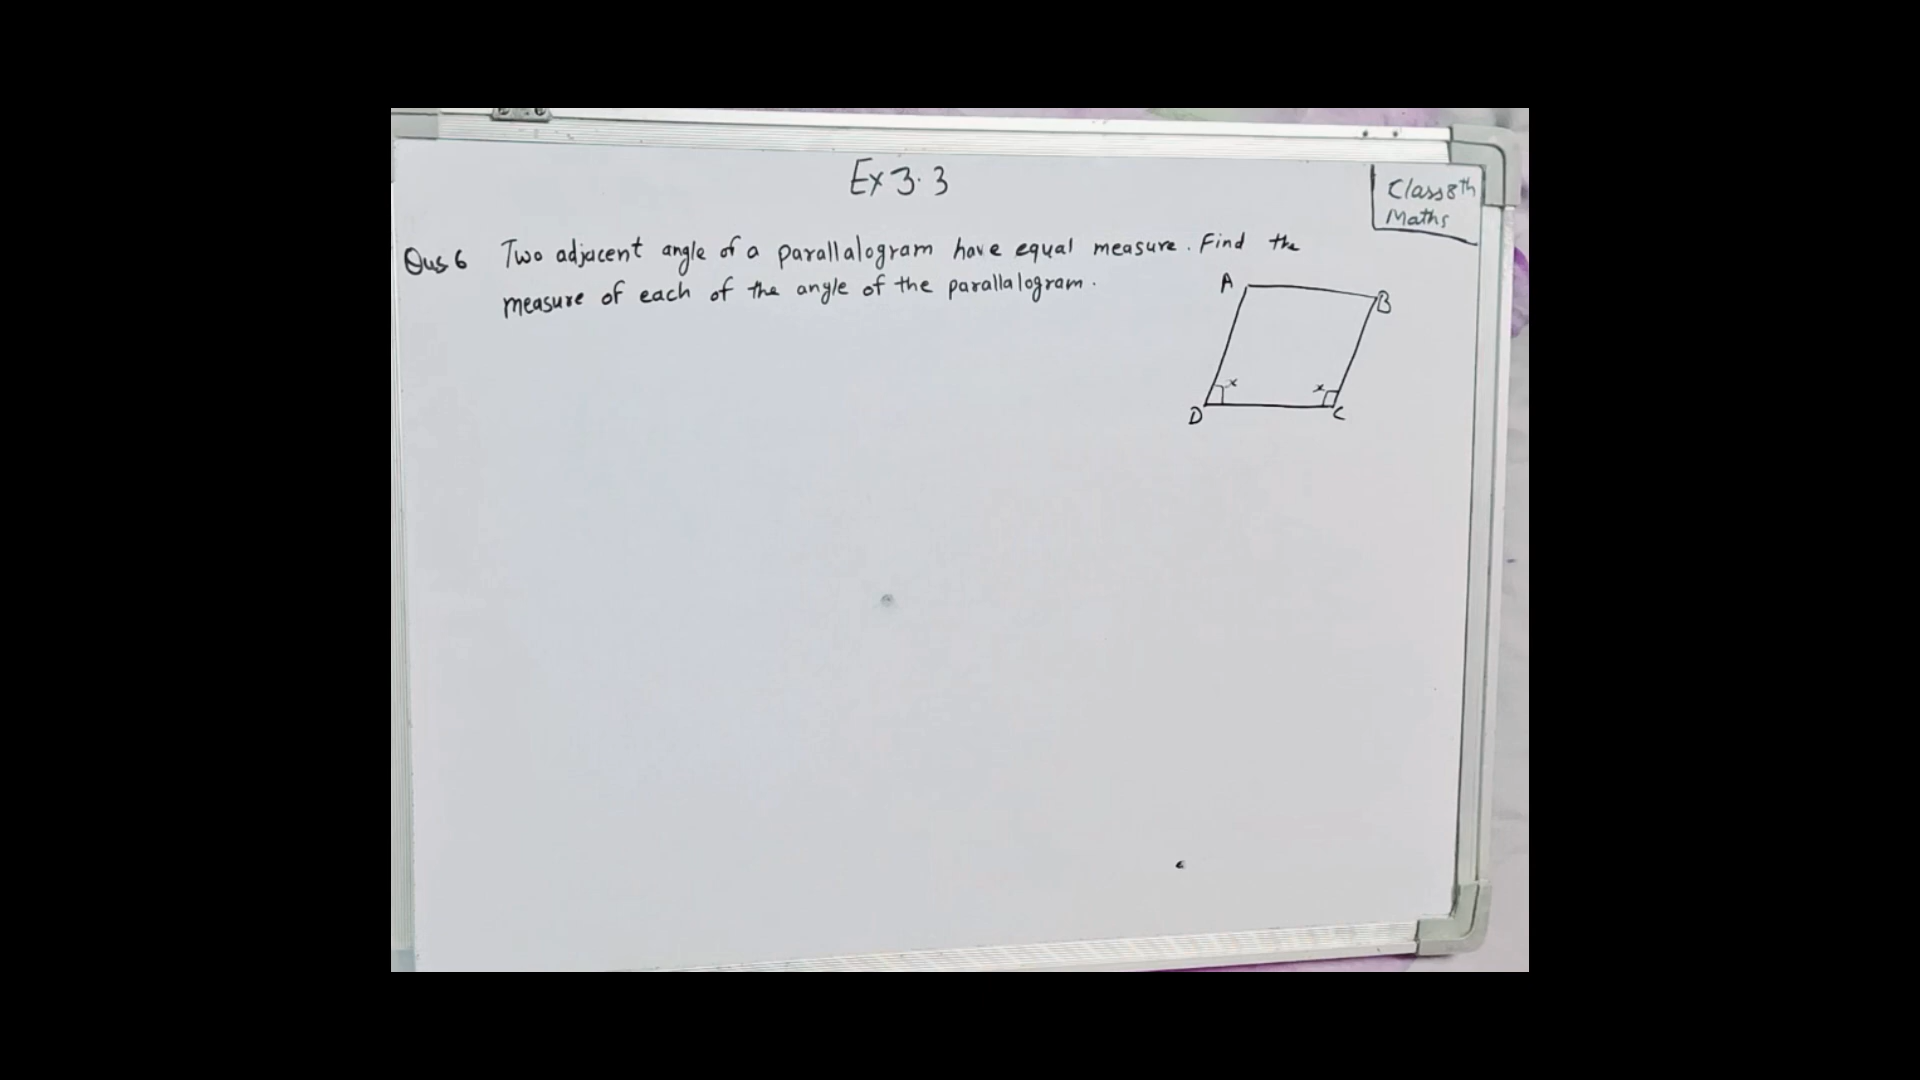 Ex 3.3
Class 8th
Maths
Qus 6 Two adjacent angle of a parallalogram have equal measure. Find the
measure of each of the angle of the parallalogram.
A
B
x x
D C